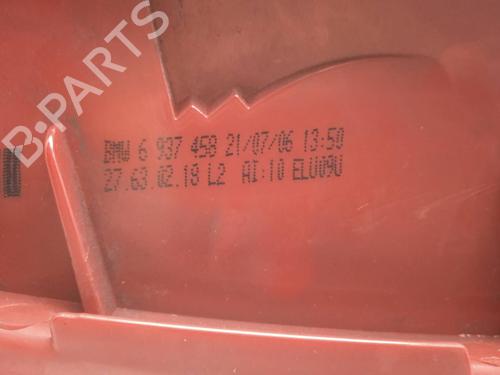 B-PARTS
BMW 6 937 458 21/07/06 13:50
27.63 02.18 L2 AI:10 ELU09U